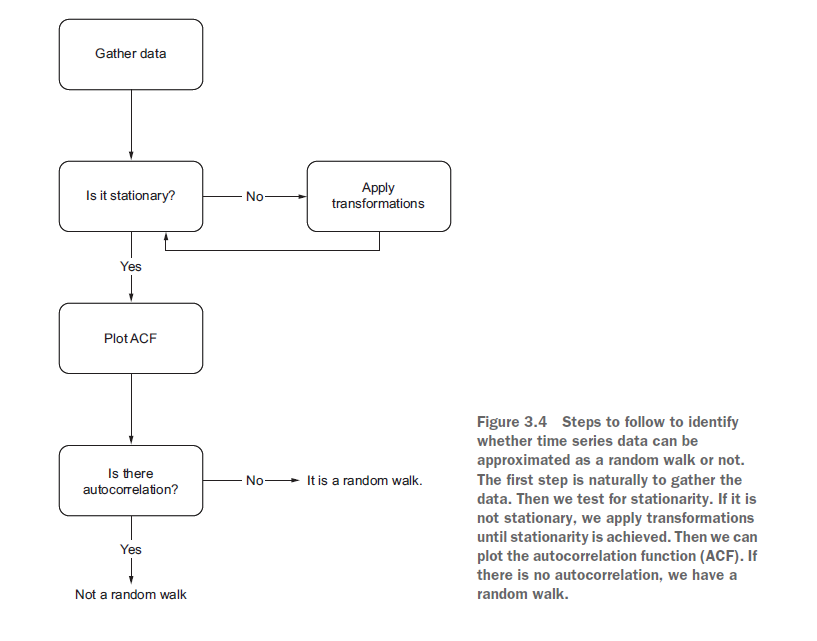 Gather data
Is it stationary?
No
Apply
transformations
Yes
Plot ACF
Is there
autocorrelation?
No
It is a random walk.
Yes
Not a random walk
Figure 3.4 Steps to follow to identify
whether time series data can be
approximated as a random walk or not.
The first step is naturally to gather the
data. Then we test for stationarity. If it is
not stationary, we apply transformations
until stationarity is achieved. Then we can
plot the autocorrelation function (ACF). If
there is no autocorrelation, we have a
random walk.